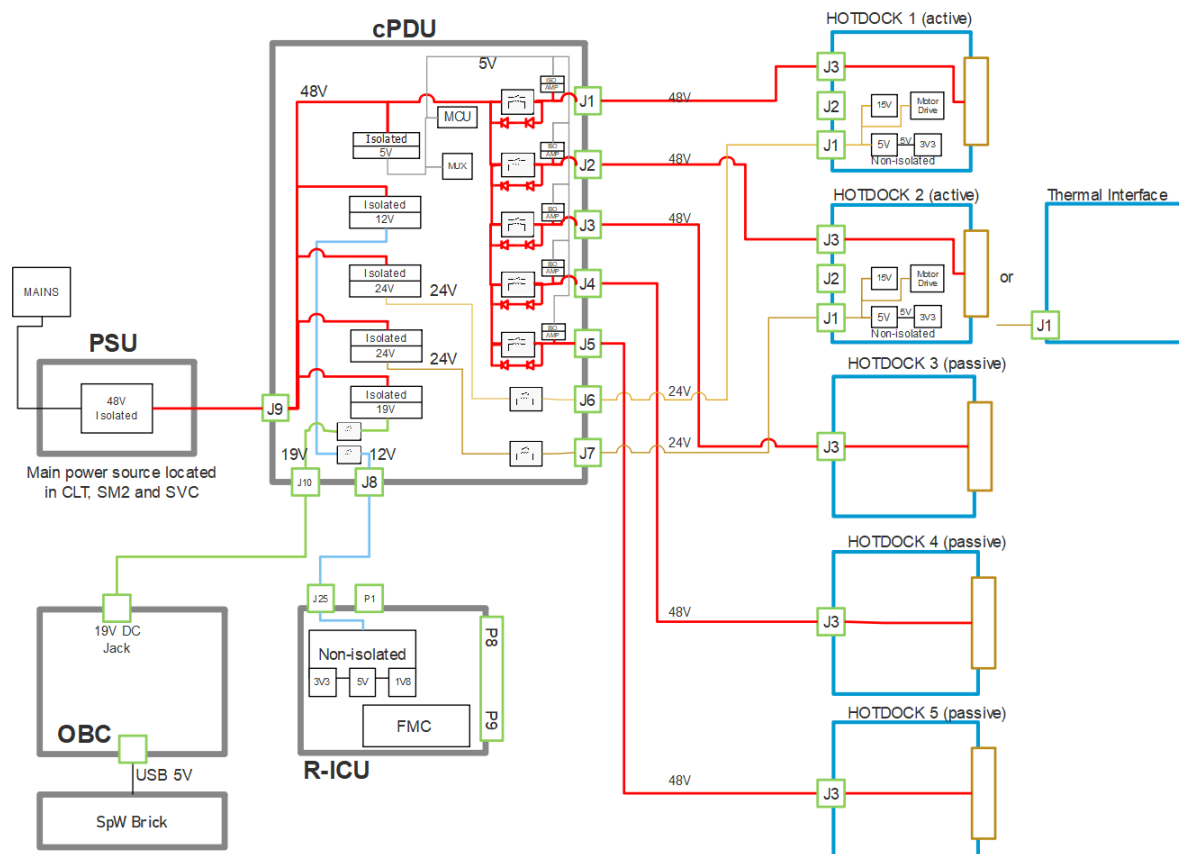 cPDU
HOTDOCK 1 (active)
5V
48V
ISO
AMP
J1
48V
J3
MCU
J2
15V
Motor
Drive
Isolated
5V
MUX
ISO
AMP
J2
48V
J1
5V
5V
3V3
Non-isolated
Isolated
12V
ISO
AMP
J3
48V
HOTDOCK 2 (active)
Thermal Interface
J3
ISO
AMP
J4
J2
15V
Motor
Drive
or
MAINS
Isolated
24V
24V
J1
5V
5V
3V3
Non-isolated
J1
PSU
ISO
AMP
J5
Isolated
24V
24V
HOTDOCK 3 (passive)
48V
Isolated
Isolated
19V
J9
J6
24V
J3
19V
12V
J7
24V
Main power source located
in CLT, SM2 and SVC
J10
J8
HOTDOCK 4 (passive)
J25
P1
19V DC
Jack
48V
J3
P8
Non-isolated
3V3
5V
1V8
FMC
P9
HOTDOCK 5 (passive)
OBC
R-ICU
USB 5V
48V
J3
SpW Brick